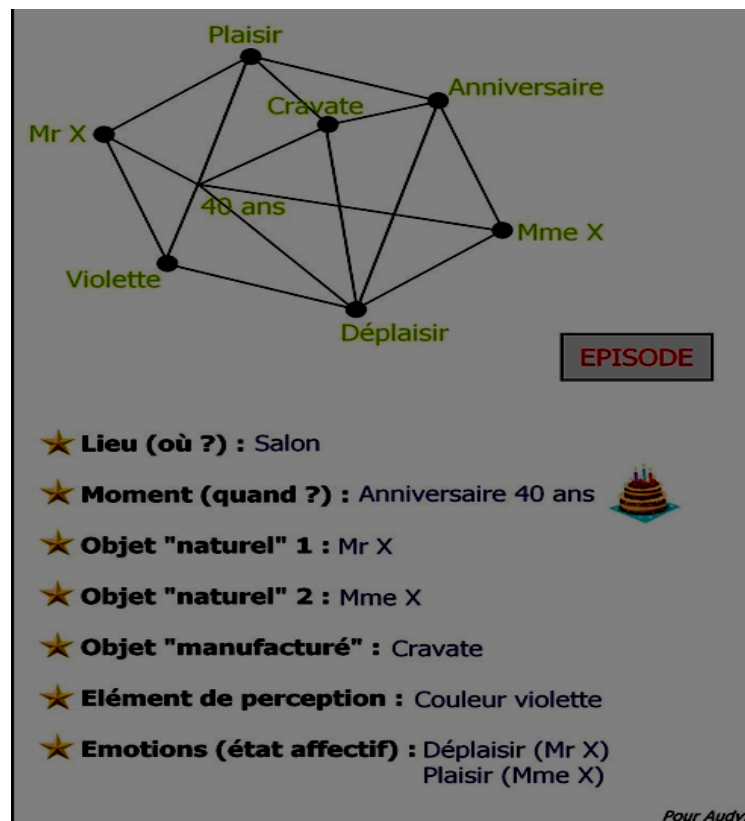 Plaisir
Anniversaire
Cravate
Mr X
40 ans
Mme X
Violette
Déplaisir
EPISODE
Lieu (où ?) : Salon
Moment (quand ?) : Anniversaire 40 ans
Objet "naturel" 1 : Mr X
Objet "naturel" 2 : Mme X
Objet "manufacturé" : Cravate
Elément de perception : Couleur violette
Emotions (état affectif) : Déplaisir (Mr X)
Plaisir (Mme X)
Pour Audy